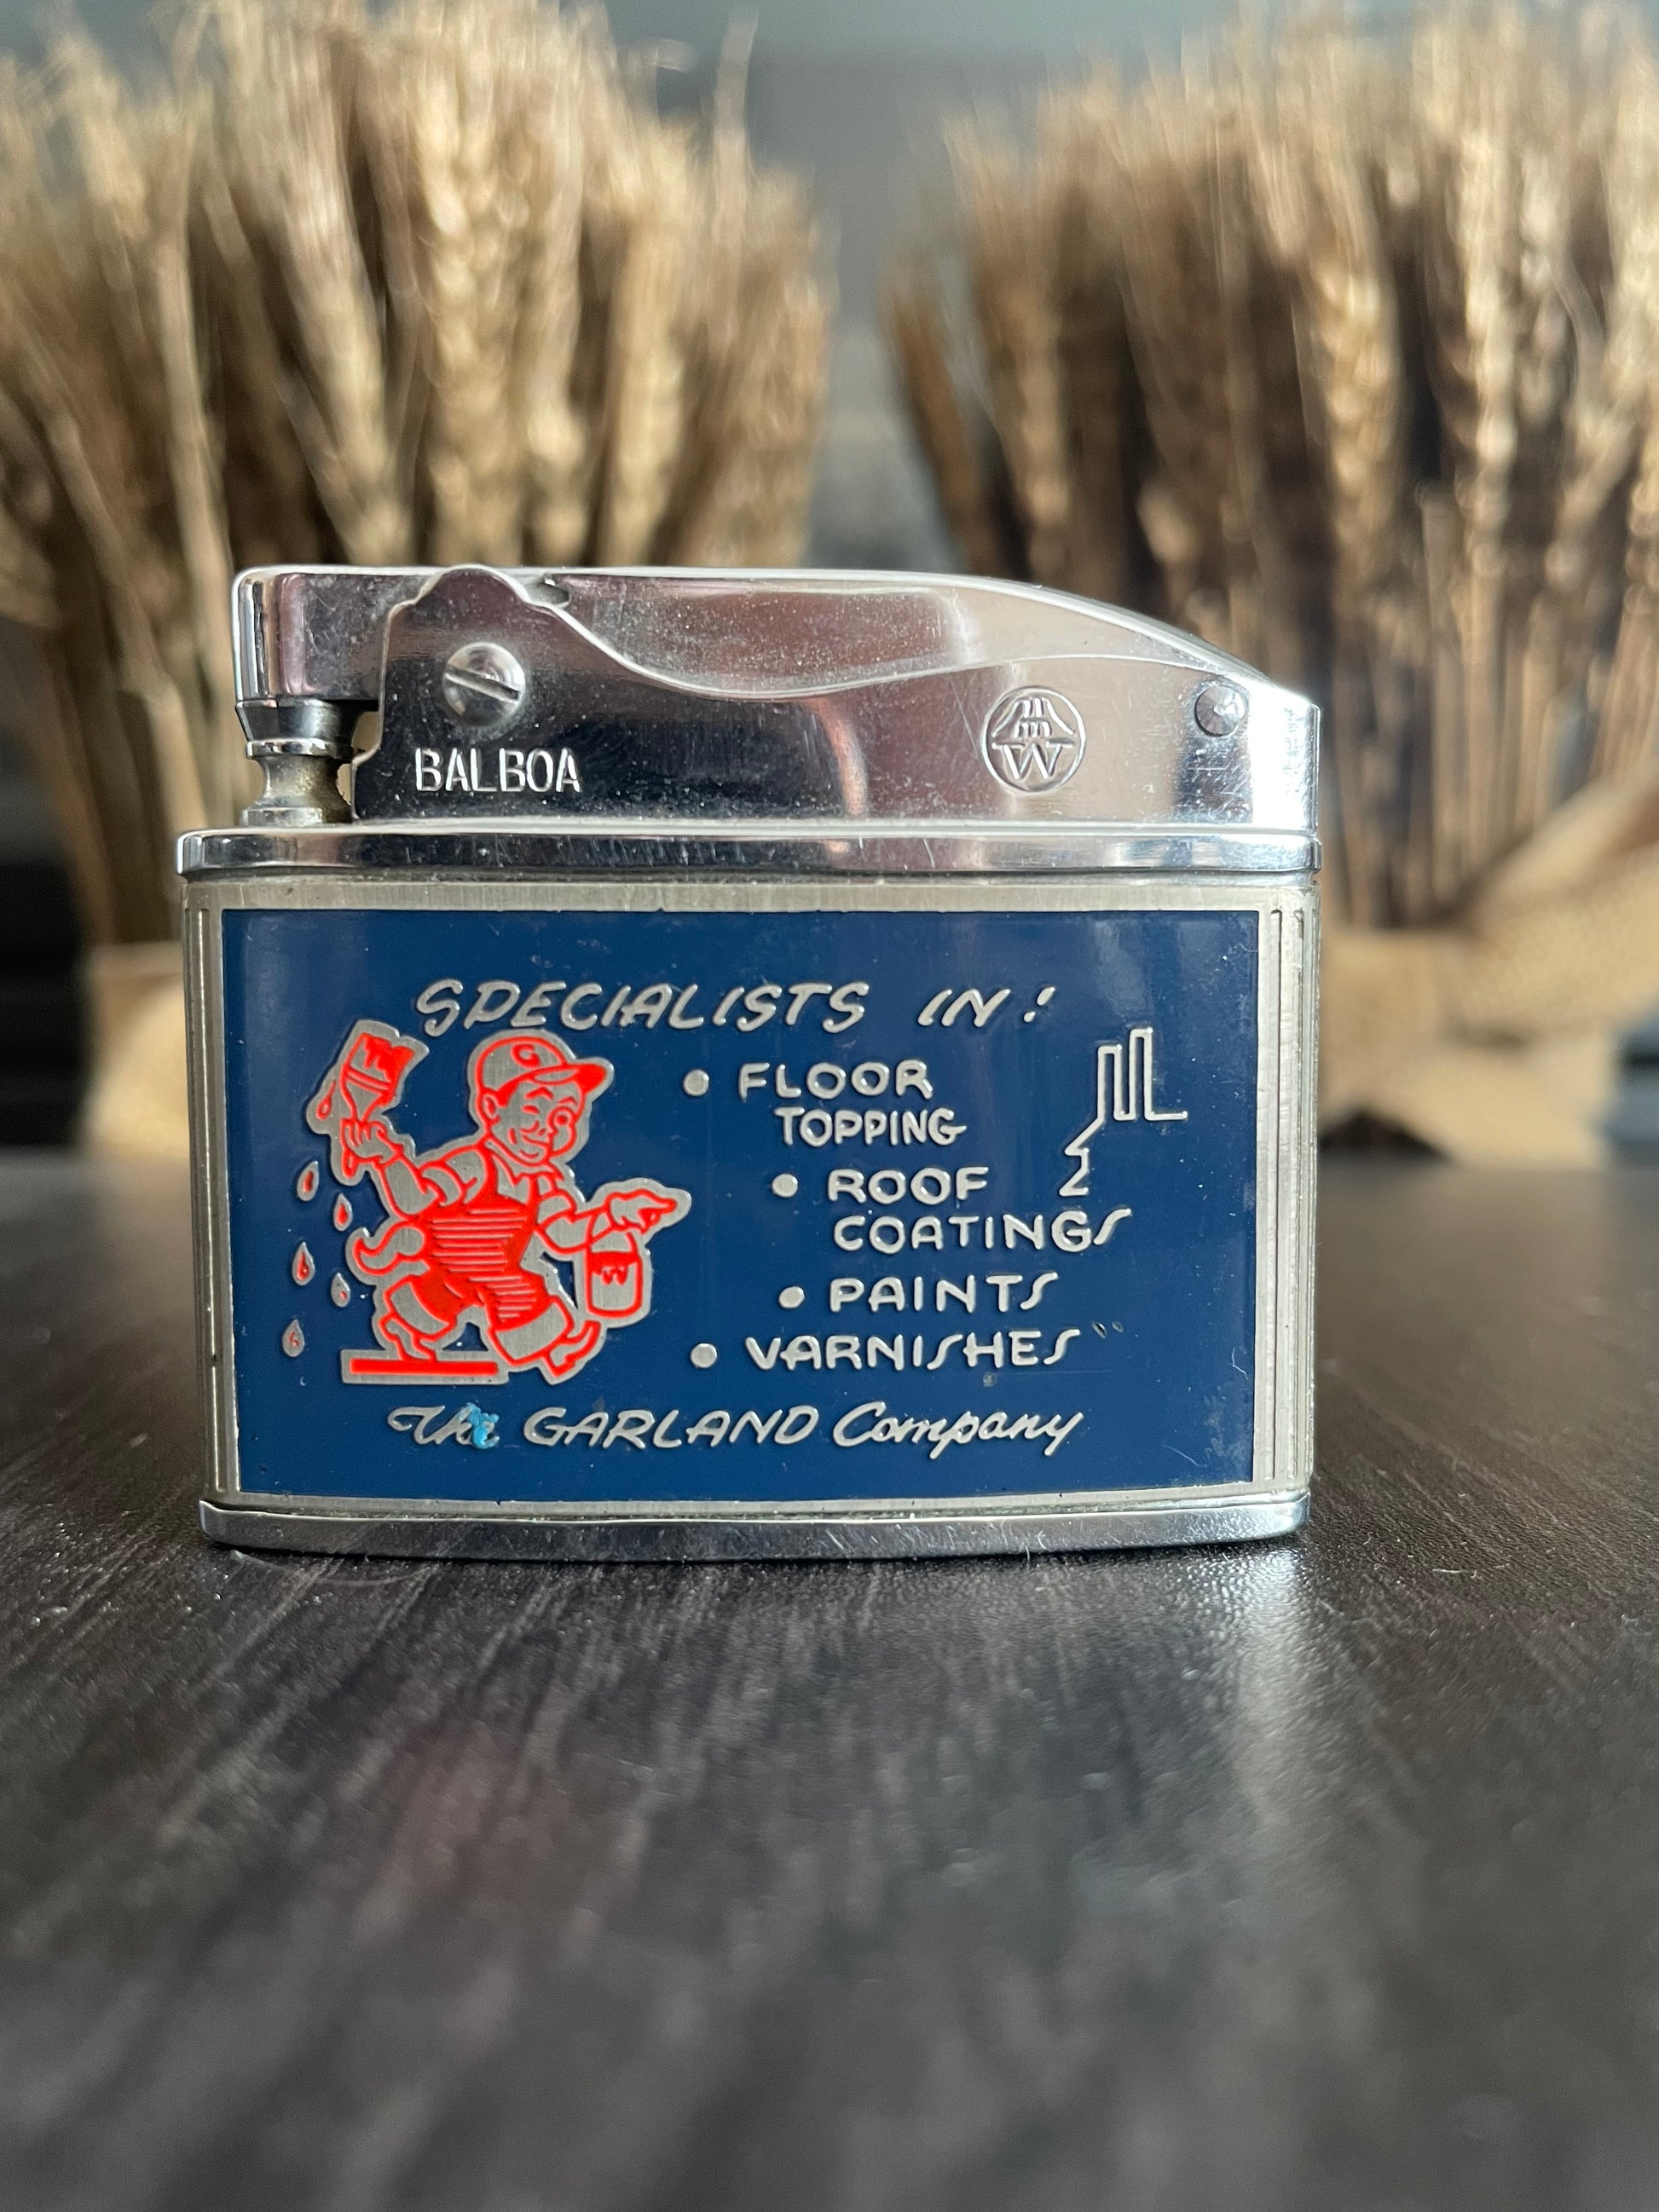 BALBOA
W
SPECIALISTS IN:
• FLOOR
TOPPING
• ROOF
COATINGS
• PAINTS
• VARNISHES
The GARLAND Company